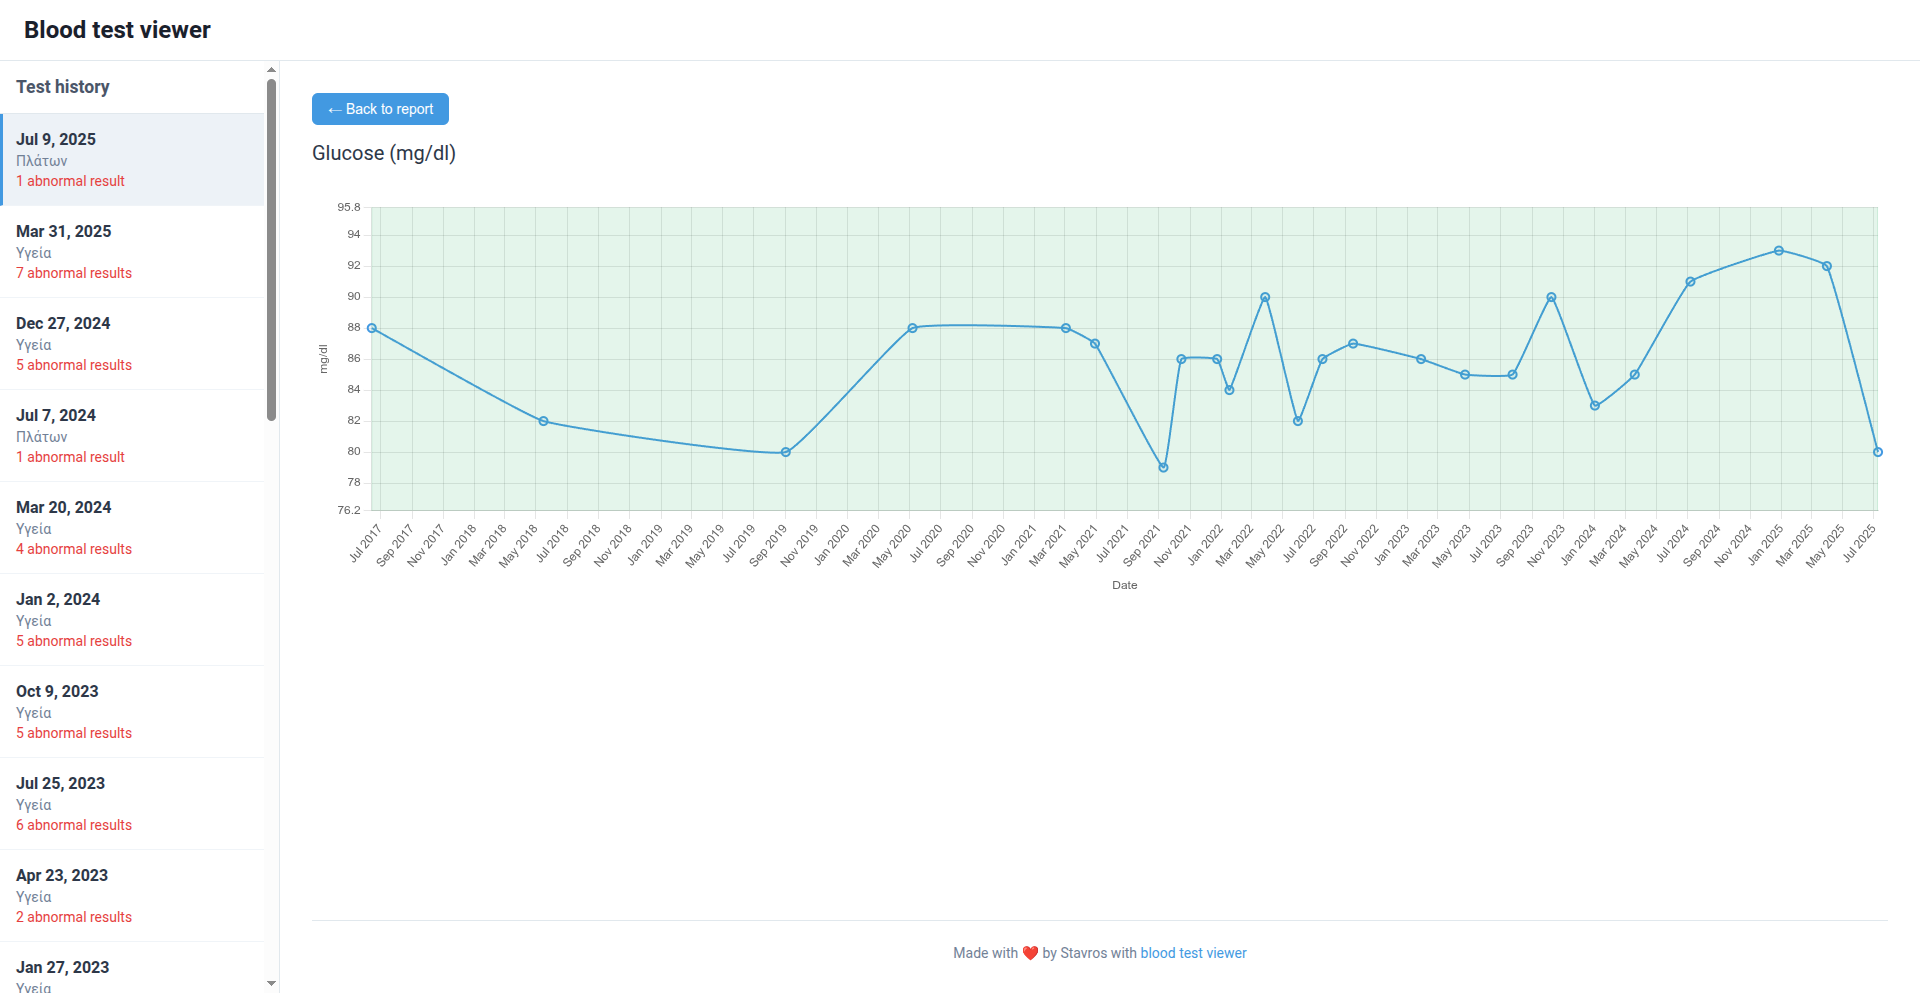 Blood test viewer
Test history
Jul 9, 2025
Πλάτων
1 abnormal result
Mar 31, 2025
Υγεία
7 abnormal results
Dec 27, 2024
Υγεία
5 abnormal results
Jul 7, 2024
Πλάτων
1 abnormal result
Mar 20, 2024
Υγεία
4 abnormal results
Jan 2, 2024
Υγεία
5 abnormal results
Oct 9, 2023
Υγεία
5 abnormal results
Jul 25, 2023
Υγεία
6 abnormal results
Apr 23, 2023
Υγεία
2 abnormal results
Jan 27, 2023
Υγεία
← Back to report
Glucose (mg/dl)
95.8
94
92
90
88
86
84
82
80
78
76.2
mg/dl
Jul 2017
Sep 2017
Nov 2017
Jan 2018
Mar 2018
May 2018
Jul 2018
Sep 2018
Nov 2018
Jan 2019
Mar 2019
May 2019
Jul 2019
Sep 2019
Nov 2019
Jan 2020
Mar 2020
May 2020
Jul 2020
Sep 2020
Nov 2020
Jan 2021
Mar 2021
May 2021
Jul 2021
Sep 2021
Nov 2021
Jan 2022
Mar 2022
May 2022
Jul 2022
Sep 2022
Nov 2022
Jan 2023
Mar 2023
May 2023
Jul 2023
Sep 2023
Nov 2023
Jan 2024
Mar 2024
May 2024
Jul 2024
Sep 2024
Nov 2024
Jan 2025
Mar 2025
May 2025
Jul 2025
Date
Made with ❤️ by Stavros with blood test viewer